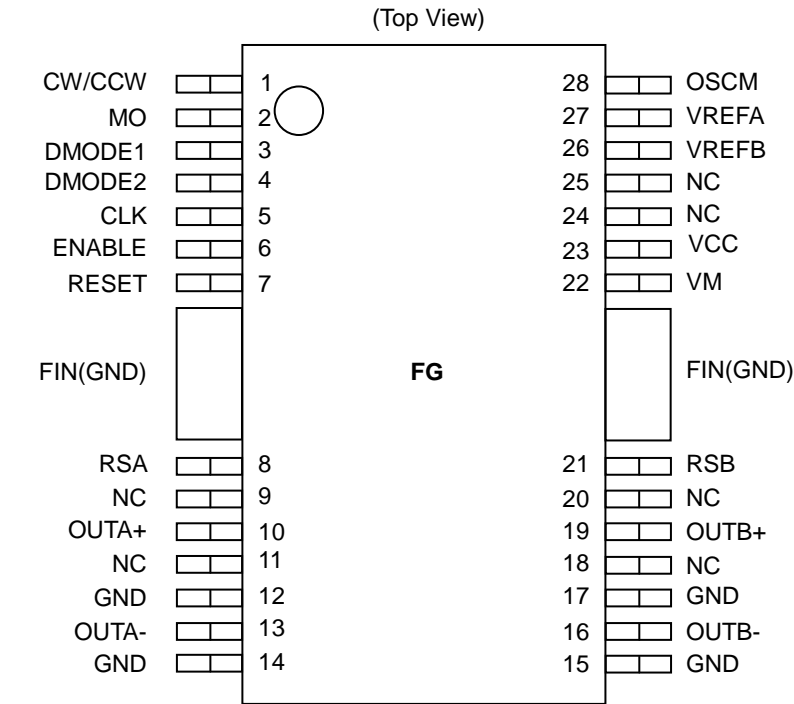 (Top View)
CW/CCW 1 28 OSCM
MO 2 27 VREFA
DMODE1 3 26 VREFB
DMODE2 4 25 NC
CLK 5 24 NC
ENABLE 6 23 VCC
RESET 7 22 VM
FIN(GND) FG FIN(GND)
RSA 8 21 RSB
NC 9 20 NC
OUTA+ 10 19 OUTB+
NC 11 18 NC
GND 12 17 GND
OUTA- 13 16 OUTB-
GND 14 15 GND